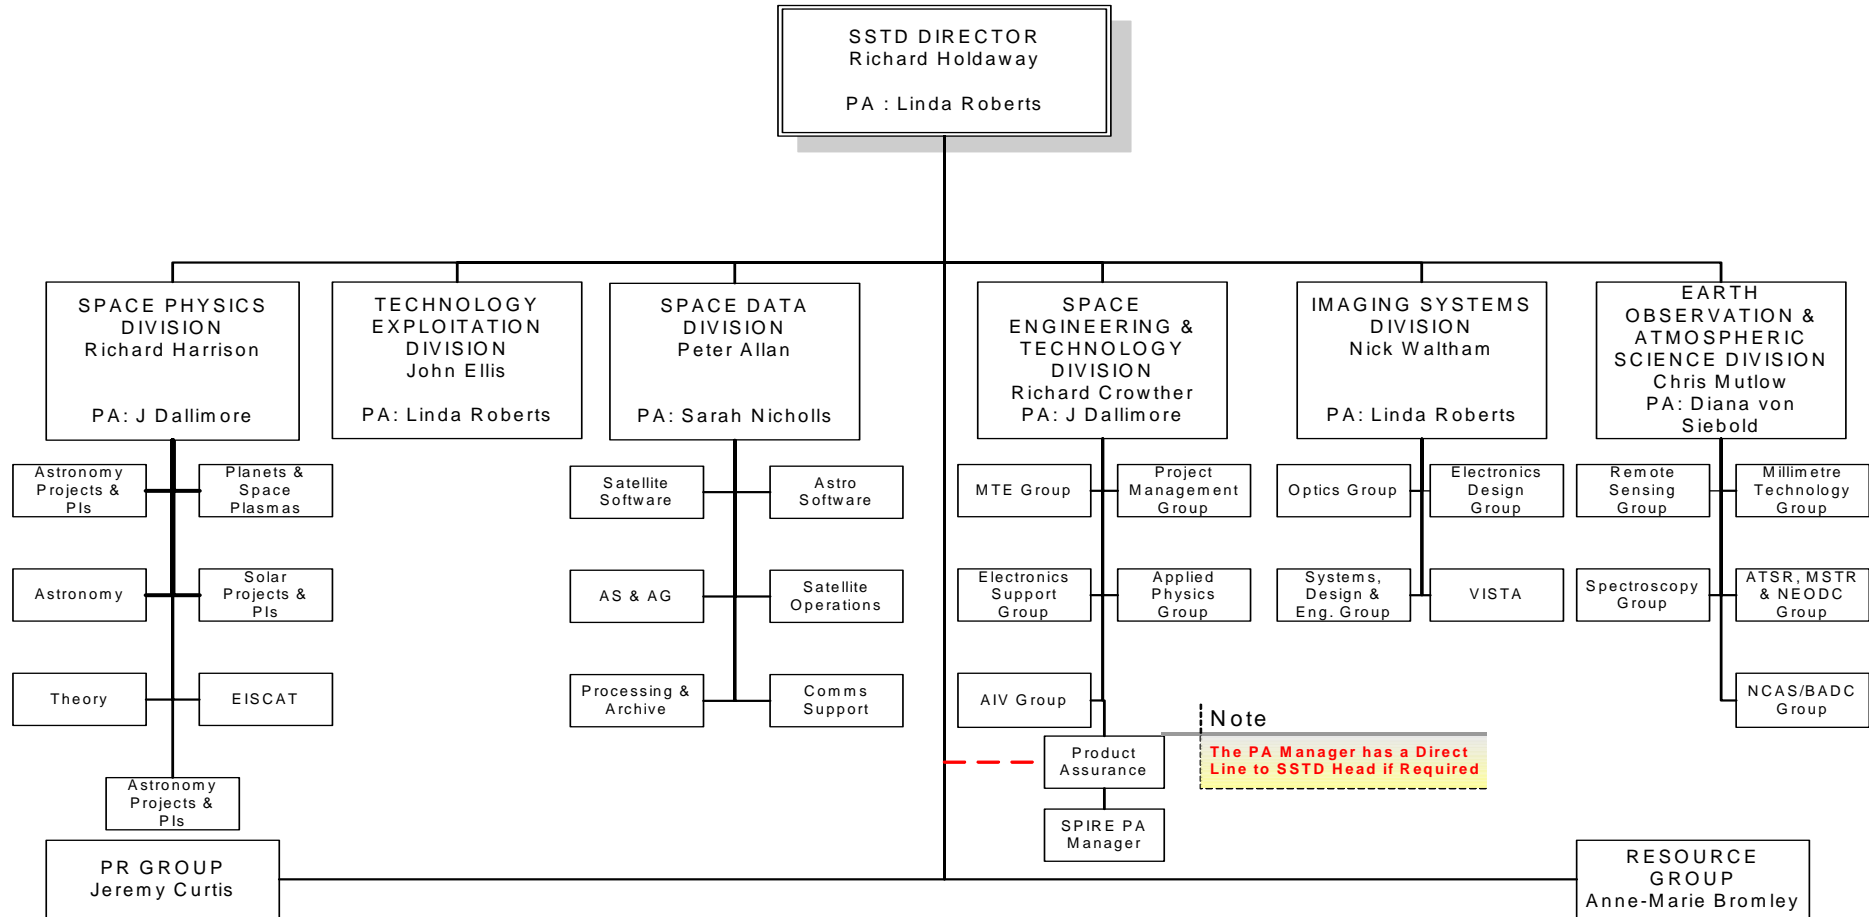 SSTD DIRECTOR
Richard Holdaway
PA : Linda Roberts
SPACE PHYSICS
DIVISION
Richard Harrison
PA: J Dallimore
TECHNOLOGY
EXPLOITATION
DIVISION
John Ellis
PA: Linda Roberts
SPACE DATA
DIVISION
Peter Allan
PA: Sarah Nicholls
SPACE
ENGINEERING &
TECHNOLOGY
DIVISION
Richard Crowther
PA: J Dallimore
IMAGING SYSTEMS
DIVISION
Nick Waltham
PA: Linda Roberts
EARTH
OBSERVATION &
ATMOSPHERIC
SCIENCE DIVISION
Chris Mutlow
PA: Diana von
Siebold
Astronomy
Projects &
PIs
Planets &
Space
Plasmas
Astronomy
Solar
Projects &
PIs
Theory
EISCAT
Astronomy
Projects &
PIs
Satellite
Software
Astro
Software
AS & AG
Satellite
Operations
Processing &
Archive
Comms
Support
MTE Group
Project
Management
Group
Electronics
Support
Group
Applied
Physics
Group
AIV Group
Product
Assurance
SPIRE PA
Manager
Note
The PA Manager has a Direct
Line to SSTD Head if Required
Optics Group
Electronics
Design
Group
Systems,
Design &
Eng. Group
VISTA
Remote
Sensing
Group
Millimetre
Technology
Group
Spectroscopy
Group
ATSR, MSTR
& NEODC
Group
NCAS/BADC
Group
PR GROUP
Jeremy Curtis
RESOURCE
GROUP
Anne-Marie Bromley